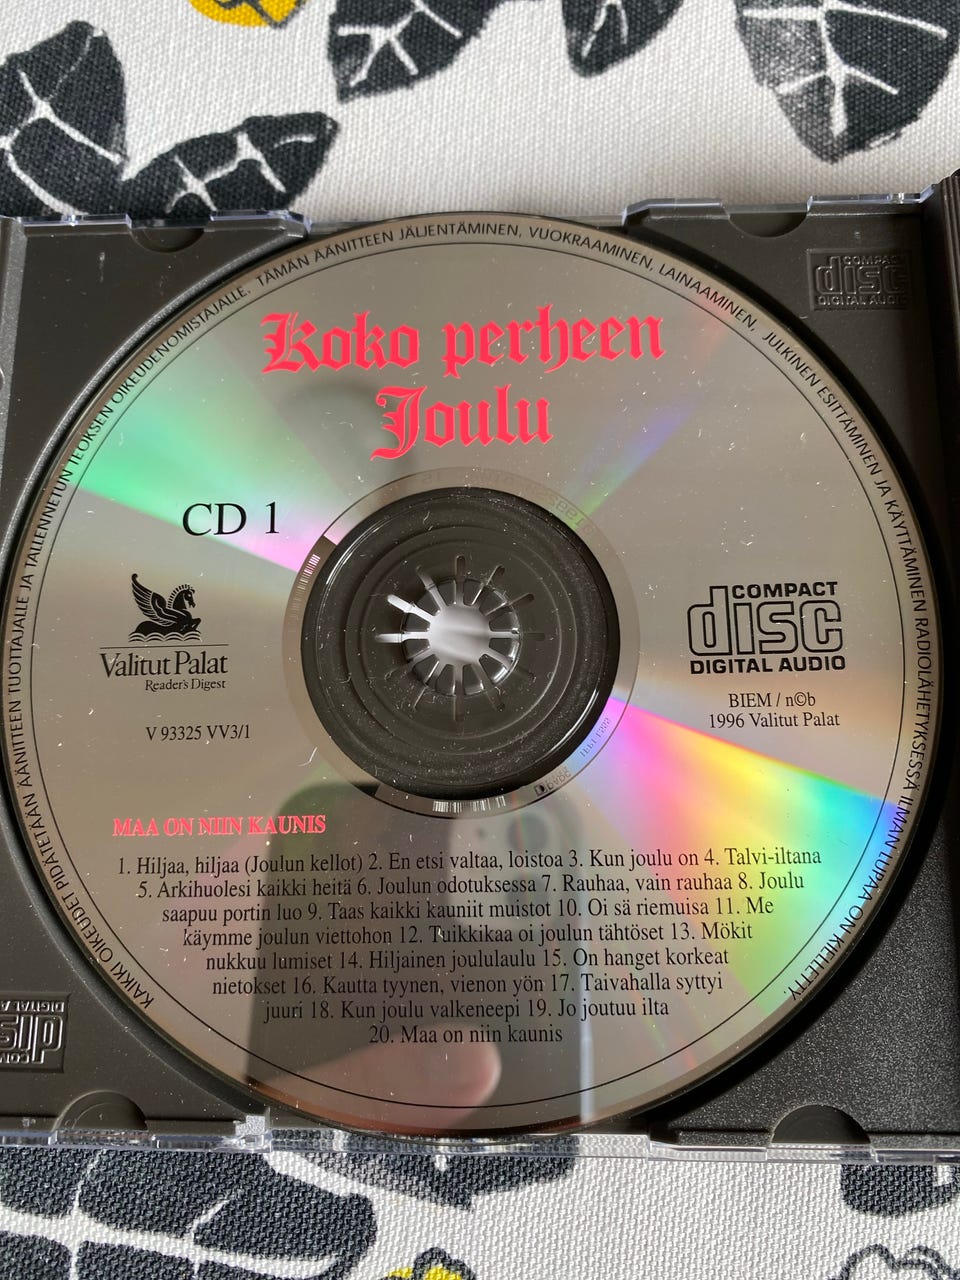 KAIKKI OIKEUDET PIDÄTETÄÄN ÄÄNITTEEN TUOTTAJALLE JA TALLENNETUN TEOKSEN OIKEUDENOMISTAJALLE. TÄMÄN ÄÄNITTEEN JÄLJENTÄMINEN, VUOKRAAMINEN, LAINAAMINEN, JULKINEN ESITTÄMINEN JA KÄYTTÄMINEN RADIOLÄHETYKSESSÄ ILMAN LUPAA ON KIELLETTY.
COMPACT
disc
DIGITAL AUDIO
Koko perheen
Joulu
CD 1
Valitut Palat
Reader's Digest
V 93325 VV3/1
COMPACT
disc
DIGITAL AUDIO
BIEM / n©b
1996 Valitut Palat
MAA ON NIIN KAUNIS
1. Hiljaa, hiljaa (Joulun kellot) 2. En etsi valtaa, loistoa 3. Kun joulu on 4. Talvi-iltana
5. Arkihuolesi kaikki heitä 6. Joulun odotuksessa 7. Rauhaa, vain rauhaa 8. Joulu
saapuu portin luo 9. Taas kaikki kauniit muistot 10. Oi sä riemuisa 11. Me
käymme joulun viettohon 12. Tuikkikaa oi joulun tähtöset 13. Mökit
nukkuu lumiset 14. Hiljainen joululaulu 15. On hanget korkeat
nietokset 16. Kautta tyynen, vienon yön 17. Taivahalla syttyi
juuri 18. Kun joulu valkeneepi 19. Jo joutuu ilta
20. Maa on niin kaunis
disc